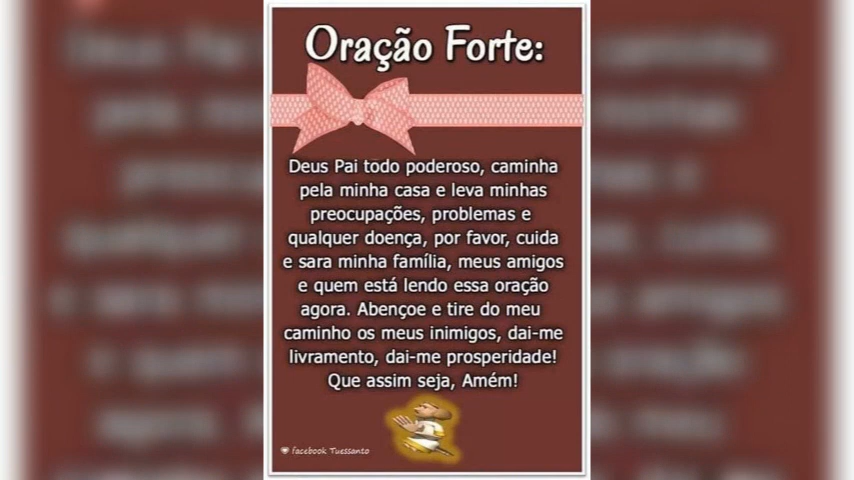 Oração Forte:
Deus Pai todo poderoso, caminha
pela minha casa e leva minhas
preocupações, problemas e
qualquer doença, por favor, cuida
e sara minha família, meus amigos
e quem está lendo essa oração
agora. Abençoe e tire do meu
caminho os meus inimigos, dai-me
livramento, dai-me prosperidade!
Que assim seja, Amém!
facebook Tuessanto